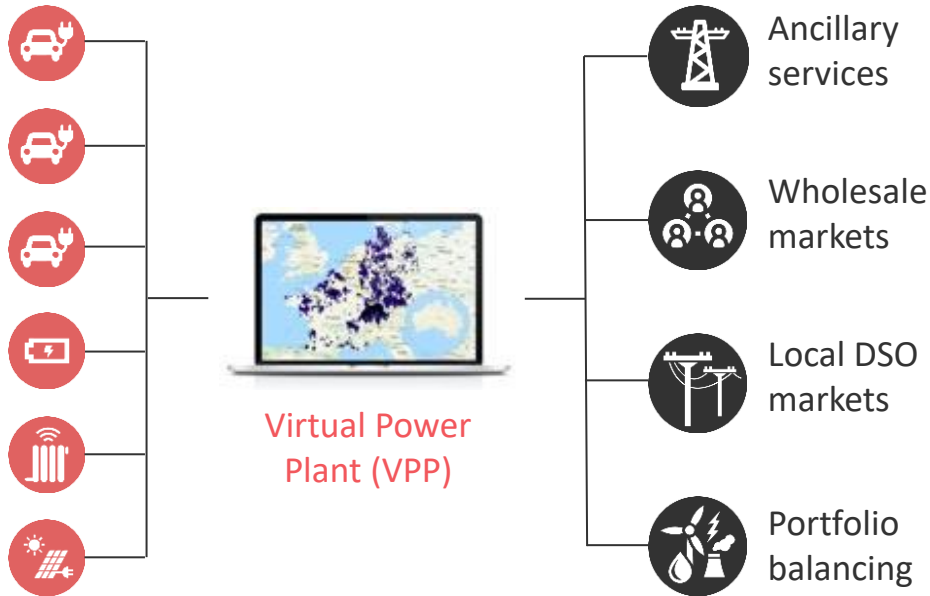 Ancillary
services
Wholesale
markets
Virtual Power
Plant (VPP)
Local DSO
markets
Portfolio
balancing